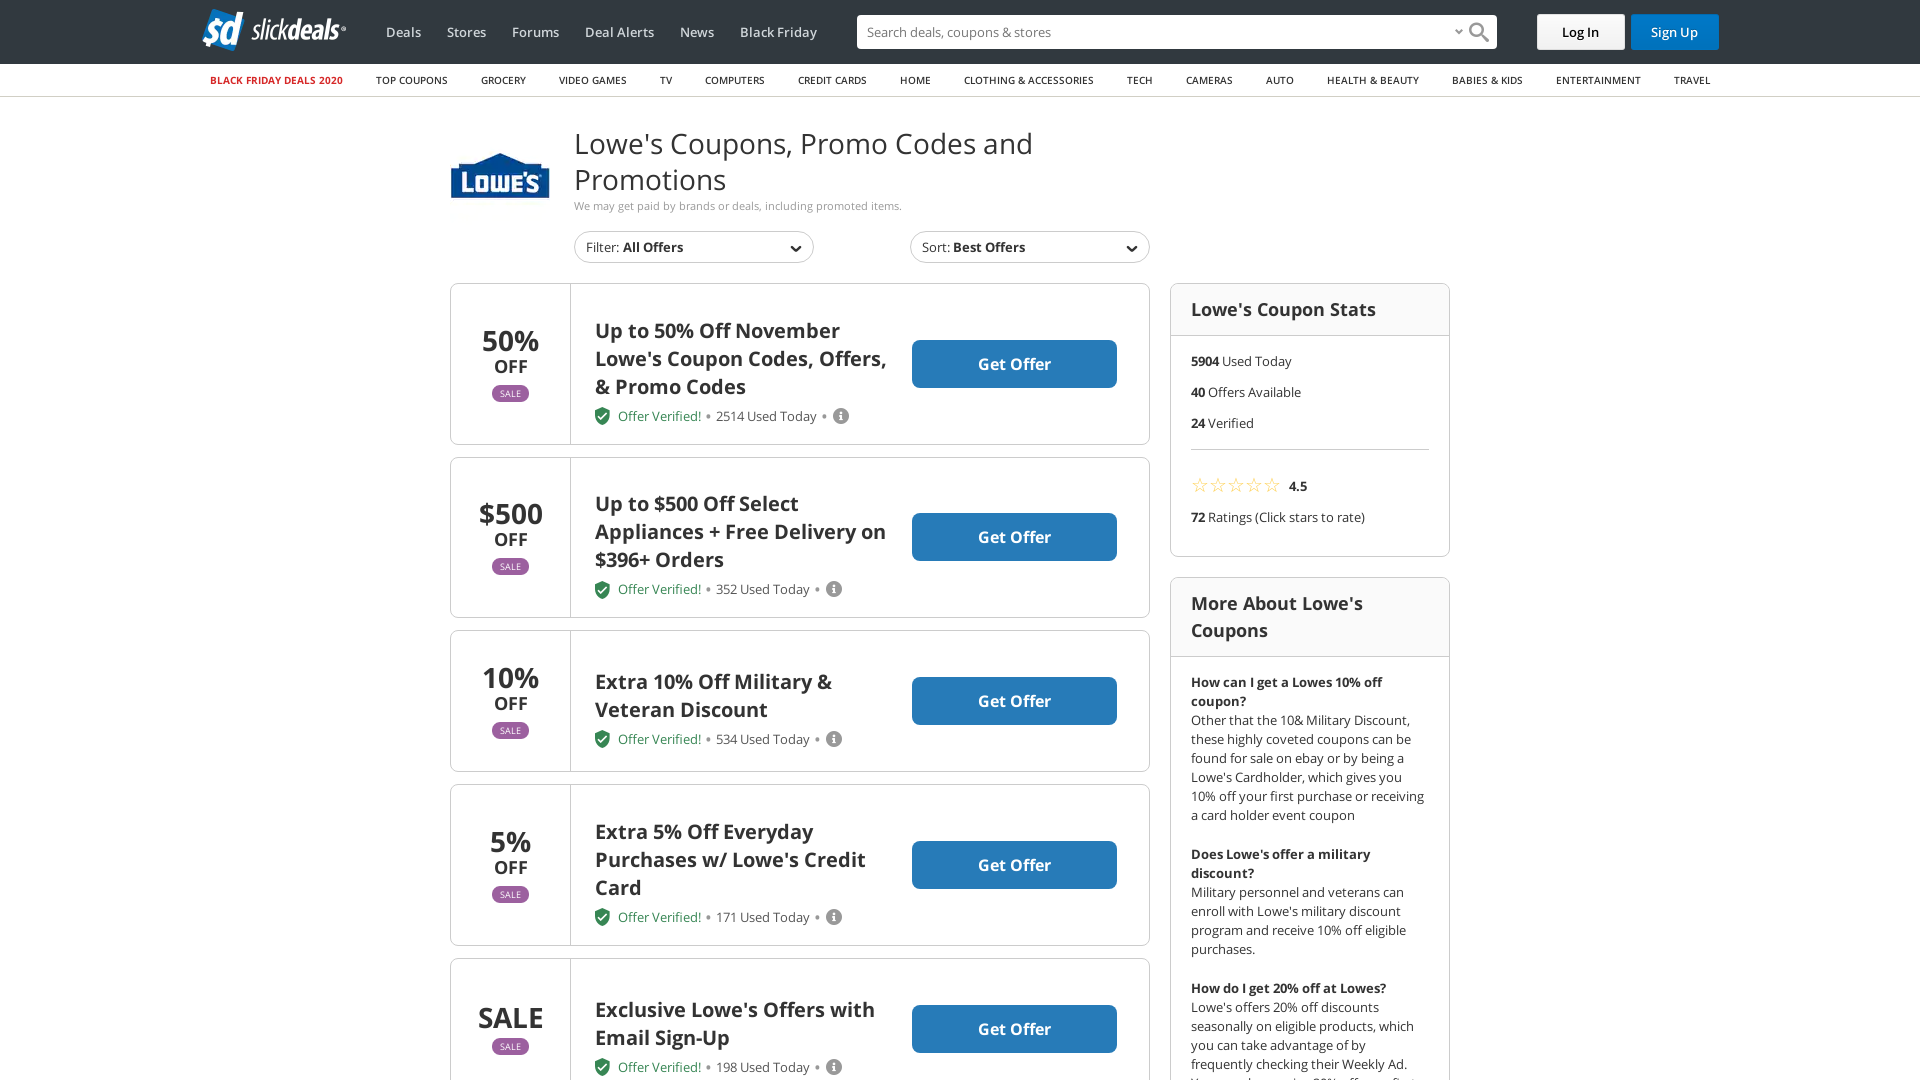 sd slickdeals
Deals
Stores
Forums
Deal Alerts
News
Black Friday
Search deals, coupons & stores
Log In
Sign Up
BLACK FRIDAY DEALS 2020
TOP COUPONS
GROCERY
VIDEO GAMES
TV
COMPUTERS
CREDIT CARDS
HOME
CLOTHING & ACCESSORIES
TECH
CAMERAS
AUTO
HEALTH & BEAUTY
BABIES & KIDS
ENTERTAINMENT
TRAVEL
LOWE'S
Lowe's Coupons, Promo Codes and
Promotions
We may get paid by brands or deals, including promoted items.
Filter: All Offers
Sort: Best Offers
50%
OFF
SALE
Up to 50% Off November
Lowe's Coupon Codes, Offers,
& Promo Codes
Offer Verified! • 2514 Used Today •
Get Offer
$500
OFF
SALE
Up to $500 Off Select
Appliances + Free Delivery on
$396+ Orders
Offer Verified! • 352 Used Today •
Get Offer
10%
OFF
SALE
Extra 10% Off Military &
Veteran Discount
Offer Verified! • 534 Used Today •
Get Offer
5%
OFF
SALE
Extra 5% Off Everyday
Purchases w/ Lowe's Credit
Card
Offer Verified! • 171 Used Today •
Get Offer
SALE
SALE
Exclusive Lowe's Offers with
Email Sign-Up
Offer Verified! • 198 Used Today •
Get Offer
Lowe's Coupon Stats
5904 Used Today
40 Offers Available
24 Verified
4.5
72 Ratings (Click stars to rate)
More About Lowe's
Coupons
How can I get a Lowes 10% off
coupon?
Other that the 10& Military Discount,
these highly coveted coupons can be
found for sale on ebay or by being a
Lowe's Cardholder, which gives you
10% off your first purchase or receiving
a card holder event coupon
Does Lowe's offer a military
discount?
Military personnel and veterans can
enroll with Lowe's military discount
program and receive 10% off eligible
purchases.
How do I get 20% off at Lowes?
Lowe's offers 20% off discounts
seasonally on eligible products, which
you can take advantage of by
frequently checking their Weekly Ad.